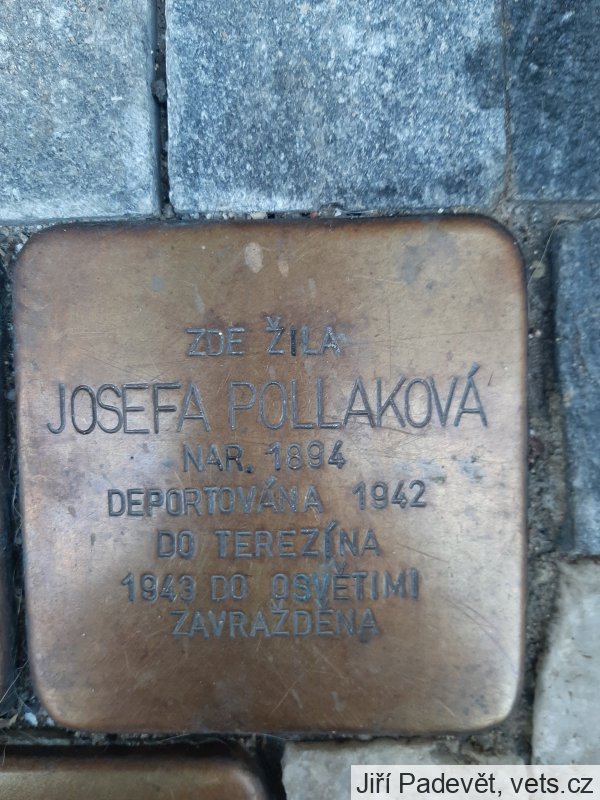 ZDE ŽILA
JOSEFA POLLAKOVÁ
NAR. 1894
DEPORTOVÁNA 1942
DO TEREZÍNA
1943 DO OSVĚTIMI
ZAVRAŽDĚNA
Jiří Padevět, vets.cz